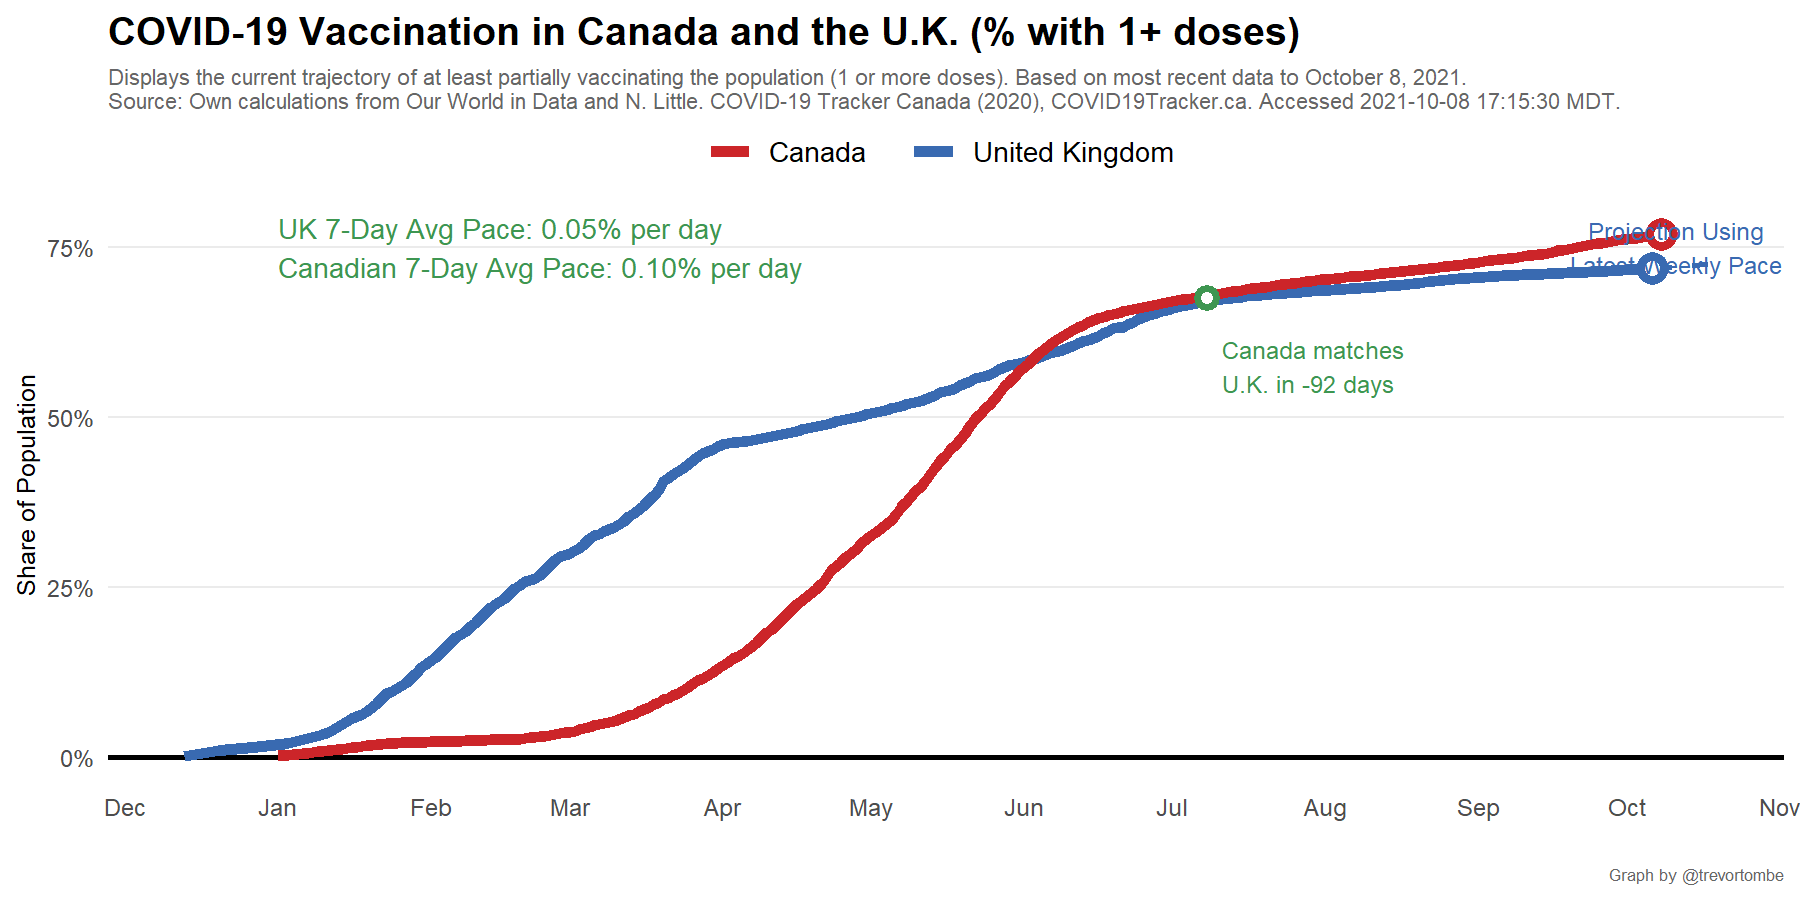 COVID-19 Vaccination in Canada and the U.K. (% with 1+ doses)
Displays the current trajectory of at least partially vaccinating the population (1 or more doses). Based on most recent data to October 8, 2021.
Source: Own calculations from Our World in Data and N. Little. COVID-19 Tracker Canada (2020), COVID19Tracker.ca. Accessed 2021-10-08 17:15:30 MDT.
Canada United Kingdom
UK 7-Day Avg Pace: 0.05% per day
Canadian 7-Day Avg Pace: 0.10% per day
Projection Using
Latest Weekly Pace
Canada matches
U.K. in -92 days
Share of Population
75%
50%
25%
0%
Dec Jan Feb Mar Apr May Jun Jul Aug Sep Oct Nov
Graph by @trevortombe